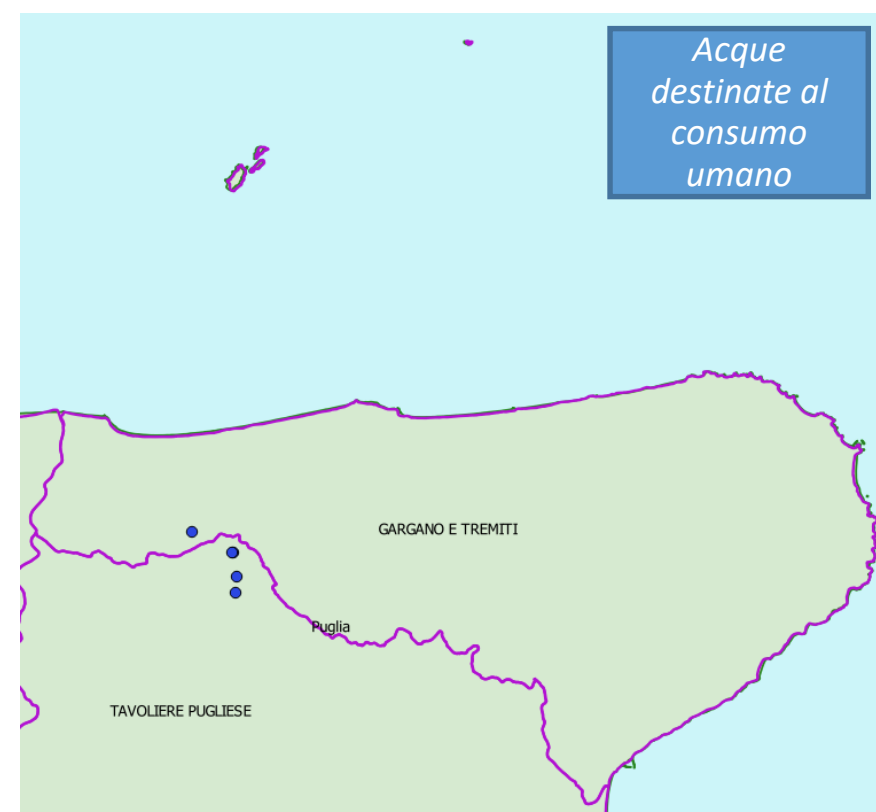 Acque
destinate al
consumo
umano
GARGANO E TREMITI
Puglia
TAVOLIERE PUGLIESE